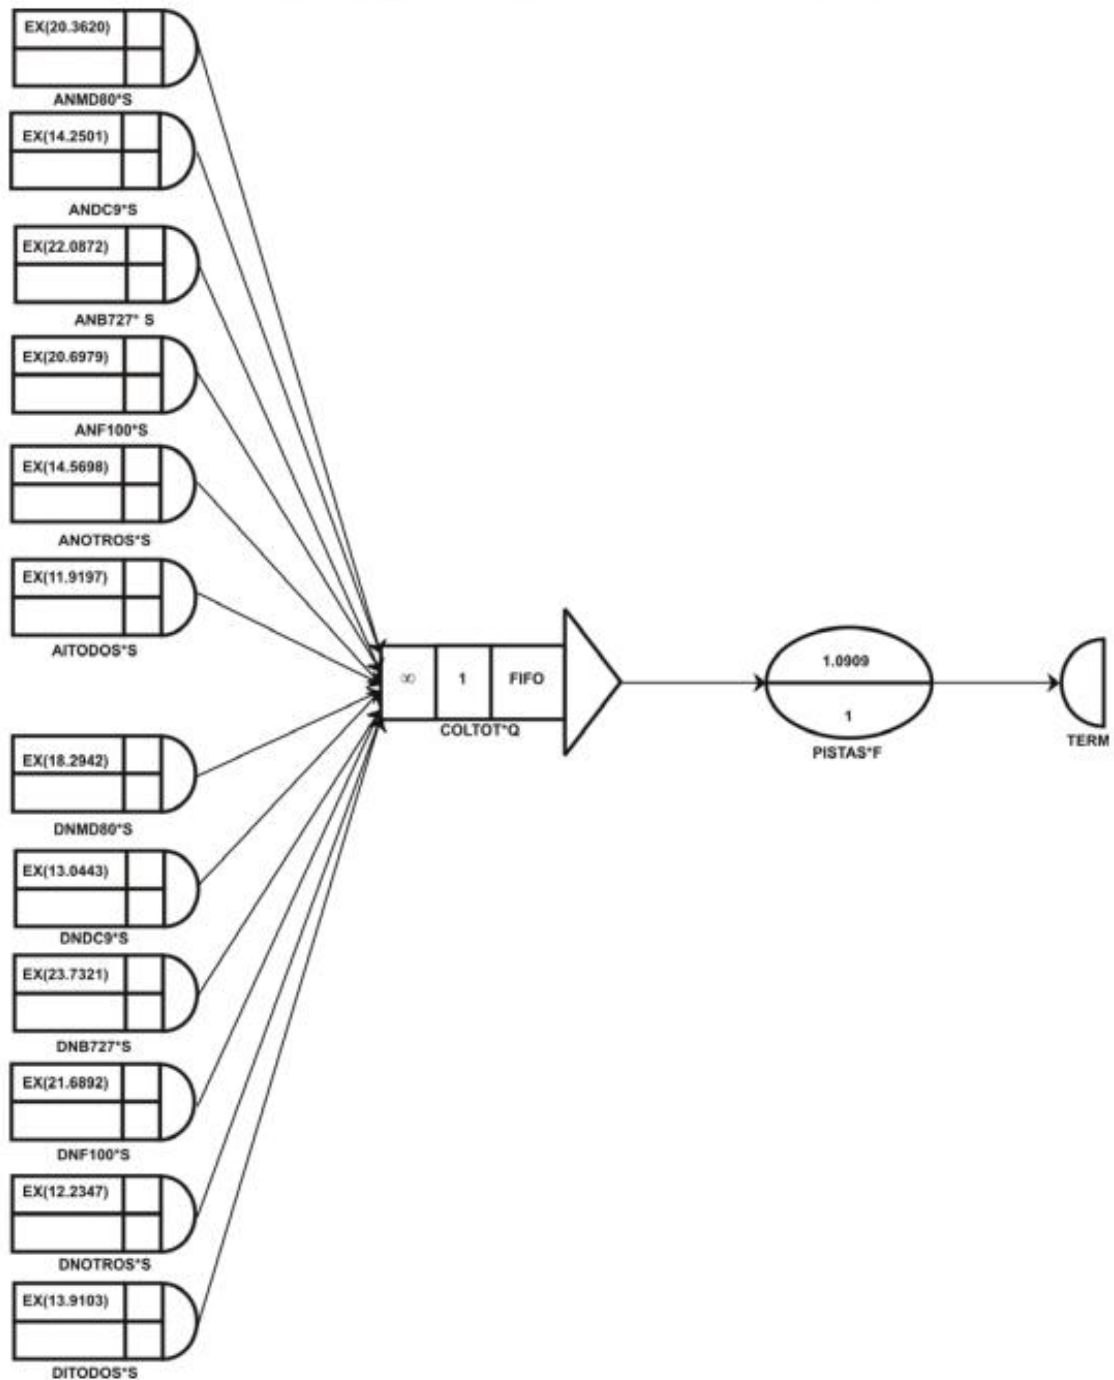 EX(20.3620)
ANMD80*S
EX(14.2501)
ANDC9*S
EX(22.0872)
ANB727* S
EX(20.6979)
ANF100*S
EX(14.5698)
ANOTROS*S
EX(11.9197)
AITODOS*S
∞ 1 FIFO
COLTOT*Q
1.0909
1
PISTAS*F
TERM
EX(18.2942)
DNMD80*S
EX(13.0443)
DNDC9*S
EX(23.7321)
DNB727*S
EX(21.6892)
DNF100*S
EX(12.2347)
DNOTROS*S
EX(13.9103)
DITODOS*S